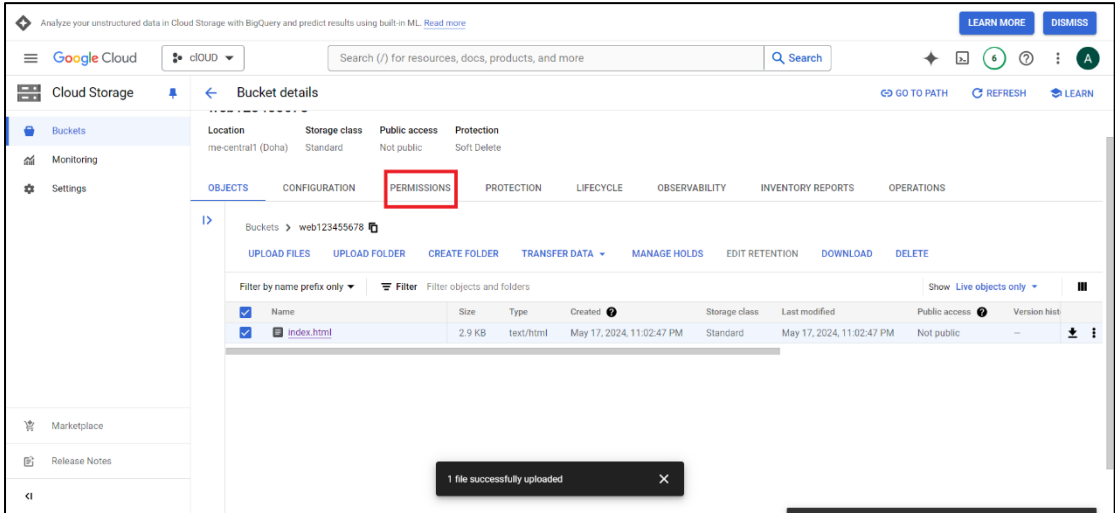 Analyze your unstructured data in Cloud Storage with BigQuery and predict results using built-in ML. Read more
LEARN MORE
DISMISS
Google Cloud
clOUD
Search (/) for resources, docs, products, and more
Search
6
A
Cloud Storage
Bucket details
GO TO PATH
REFRESH
LEARN
Buckets
Monitoring
Settings
Location Storage class Public access Protection
me-central1 (Doha) Standard Not public Soft Delete
OBJECTS CONFIGURATION PERMISSIONS PROTECTION LIFECYCLE OBSERVABILITY INVENTORY REPORTS OPERATIONS
Buckets > web123455678
UPLOAD FILES UPLOAD FOLDER CREATE FOLDER TRANSFER DATA MANAGE HOLDS EDIT RETENTION DOWNLOAD DELETE
Filter by name prefix only Filter Filter objects and folders Show Live objects only
Name Size Type Created Storage class Last modified Public access Version hist
index.html 2.9 KB text/html May 17, 2024, 11:02:47 PM Standard May 17, 2024, 11:02:47 PM Not public —
Marketplace
Release Notes
1 file successfully uploaded